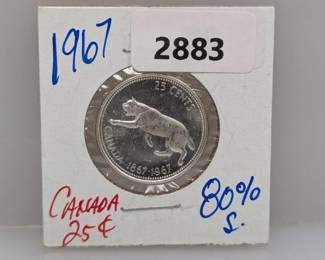 1967
2883
25 CENTS
CANADA 1867-1967
CANADA
25¢
80%
S.